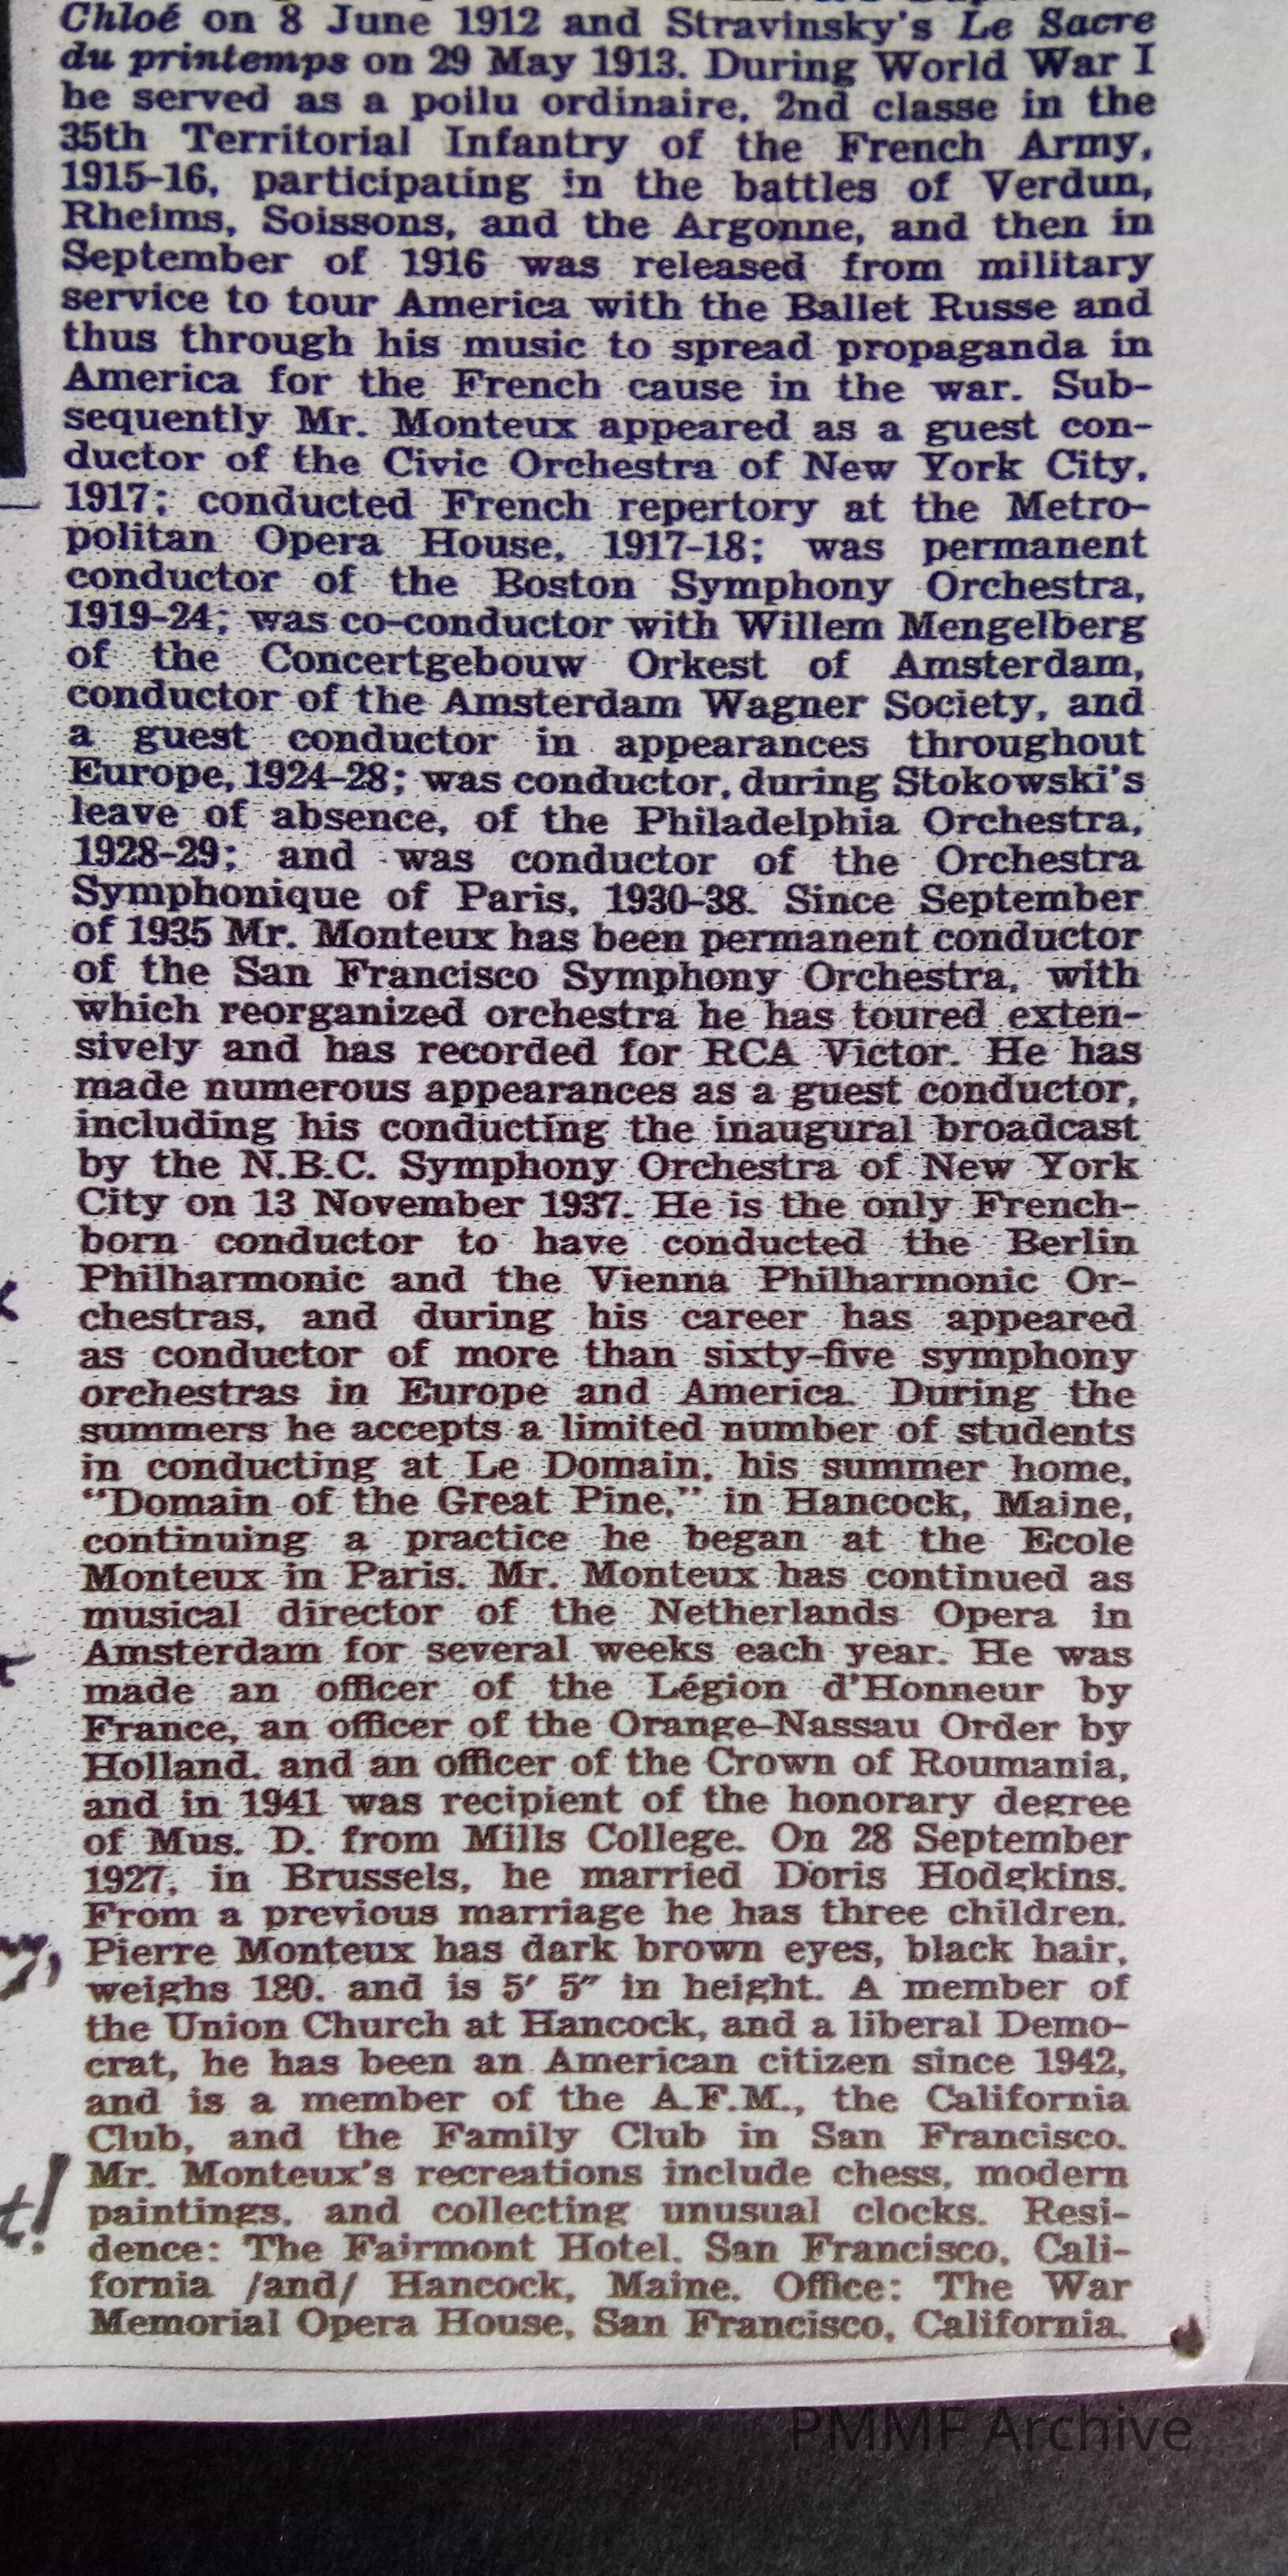 Chloé on 8 June 1912 and Stravinsky's Le Sacre
du printemps on 29 May 1913. During World War I
he served as a poilu ordinaire, 2nd classe in the
35th Territorial Infantry of the French Army,
1915-16, participating in the battles of Verdun,
Rheims, Soissons, and the Argonne, and then in
September of 1916 was released from military
service to tour America with the Ballet Russe and
thus through his music to spread propaganda in
America for the French cause in the war. Sub-
sequently Mr. Monteux appeared as a guest con-
ductor of the Civic Orchestra of New York City,
1917; conducted French repertory at the Metro-
politan Opera House, 1917-18; was permanent
conductor of the Boston Symphony Orchestra,
1919-24; was co-conductor with Willem Mengelberg
of the Concertgebouw Orkest of Amsterdam,
conductor of the Amsterdam Wagner Society, and
a guest conductor in appearances throughout
Europe, 1924-28; was conductor, during Stokowski's
leave of absence, of the Philadelphia Orchestra,
1928-29; and was conductor of the Orchestra
Symphonique of Paris, 1930-38. Since September
of 1935 Mr. Monteux has been permanent conductor
of the San Francisco Symphony Orchestra, with
which reorganized orchestra he has toured exten-
sively and has recorded for RCA Victor. He has
made numerous appearances as a guest conductor,
including his conducting the inaugural broadcast
by the N.B.C. Symphony Orchestra of New York
City on 13 November 1937. He is the only French-
born conductor to have conducted the Berlin
Philharmonic and the Vienna Philharmonic Or-
chestras, and during his career has appeared
as conductor of more than sixty-five symphony
orchestras in Europe and America. During the
summers he accepts a limited number of students
in conducting at Le Domain, his summer home,
"Domain of the Great Pine," in Hancock, Maine,
continuing a practice he began at the Ecole
Monteux in Paris. Mr. Monteux has continued as
musical director of the Netherlands Opera in
Amsterdam for several weeks each year. He was
made an officer of the Légion d'Honneur by
France, an officer of the Orange-Nassau Order by
Holland, and an officer of the Crown of Roumania,
and in 1941 was recipient of the honorary degree
of Mus. D. from Mills College. On 28 September
1927, in Brussels, he married Doris Hodgkins.
From a previous marriage he has three children.
Pierre Monteux has dark brown eyes, black hair,
weighs 180, and is 5′ 5″ in height. A member of
the Union Church at Hancock, and a liberal Demo-
crat, he has been an American citizen since 1942,
and is a member of the A.F.M., the California
Club, and the Family Club in San Francisco.
Mr. Monteux's recreations include chess, modern
paintings, and collecting unusual clocks. Resi-
dence: The Fairmont Hotel, San Francisco, Cali-
fornia /and/ Hancock, Maine. Office: The War
Memorial Opera House, San Francisco, California.
PMMF Archive